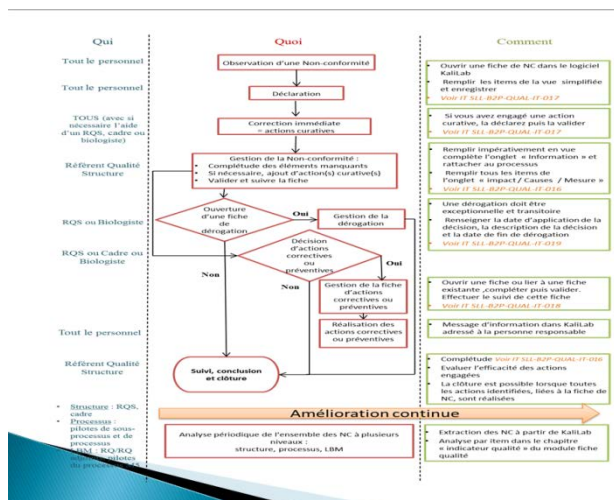 Qui
Quoi
Comment
Tout le personnel
Observation d'une Non-conformité
• Ouvrir une fiche de NC dans le logiciel
KaliLab
• Remplir les items de la vue simplifiée
et enregistrer
• Voir IT SLL-B2P-QUAL-IT-017
Tout le personnel
Déclaration
TOUS (avec si
nécessaire l'aide
d'un RQS, cadre ou
biologiste)
Correction immédiate
= actions curatives
• Si vous avez engagé une action
curative, la déclarez puis la valider
• Voir IT SLL-B2P-QUAL-IT-017
Référent Qualité
Structure
Gestion de la Non-conformité :
• Complétude des éléments manquants
• Si nécessaire, ajout d'action(s) curative(s)
• Valider et suivre la fiche
• Remplir impérativement en vue
complète l'onglet « Information » et
rattacher au processus
• Remplir tous les items de
l'onglet « impact / Causes / Mesure »
• Voir IT SLL-B2P-QUAL-IT-016
RQS ou Biologiste
Ouverture
d'une fiche de
dérogation
Oui
Gestion de la
dérogation
• Une dérogation doit être
exceptionnelle et transitoire
• Renseigner la date d'application de la
décision, la description de la décision
et la date de fin de dérogation
• Voir IT SLL-B2P-QUAL-IT-019
RQS ou Cadre ou
Biologiste
Décision
d'actions
correctives ou
préventives
Oui
Non
Non
Gestion de la fiche
d'actions
correctives ou
préventives
• Ouvrir une fiche ou lier à une fiche
existante ,compléter puis valider.
Effectuer le suivi de cette fiche
• Voir IT SLL-B2P-QUAL-IT-018
Tout le personnel
Réalisation des
actions correctives
ou préventives
• Message d'information dans KaliLab
adressé à la personne responsable
Référent Qualité
Structure
Suivi, conclusion
et clôture
• Complétude Voir IT SLL-B2P-QUAL-IT-016
• Evaluer l'efficacité des actions
engagées
• La clôture est possible lorsque toutes
les actions identifiées, liées à la fiche de
NC, sont réalisées
Amélioration continue
• Structure : RQS,
cadre
• Processus :
pilotes de sous-
processus et de
processus
LBM : RQ/RQ
pilotes
du processus
Analyse périodique de l'ensemble des NC à plusieurs
niveaux :
structure, processus, LBM
• Extraction des NC à partir de KaliLab
• Analyse par item dans le chapitre
« indicateur qualité » du module fiche
qualité